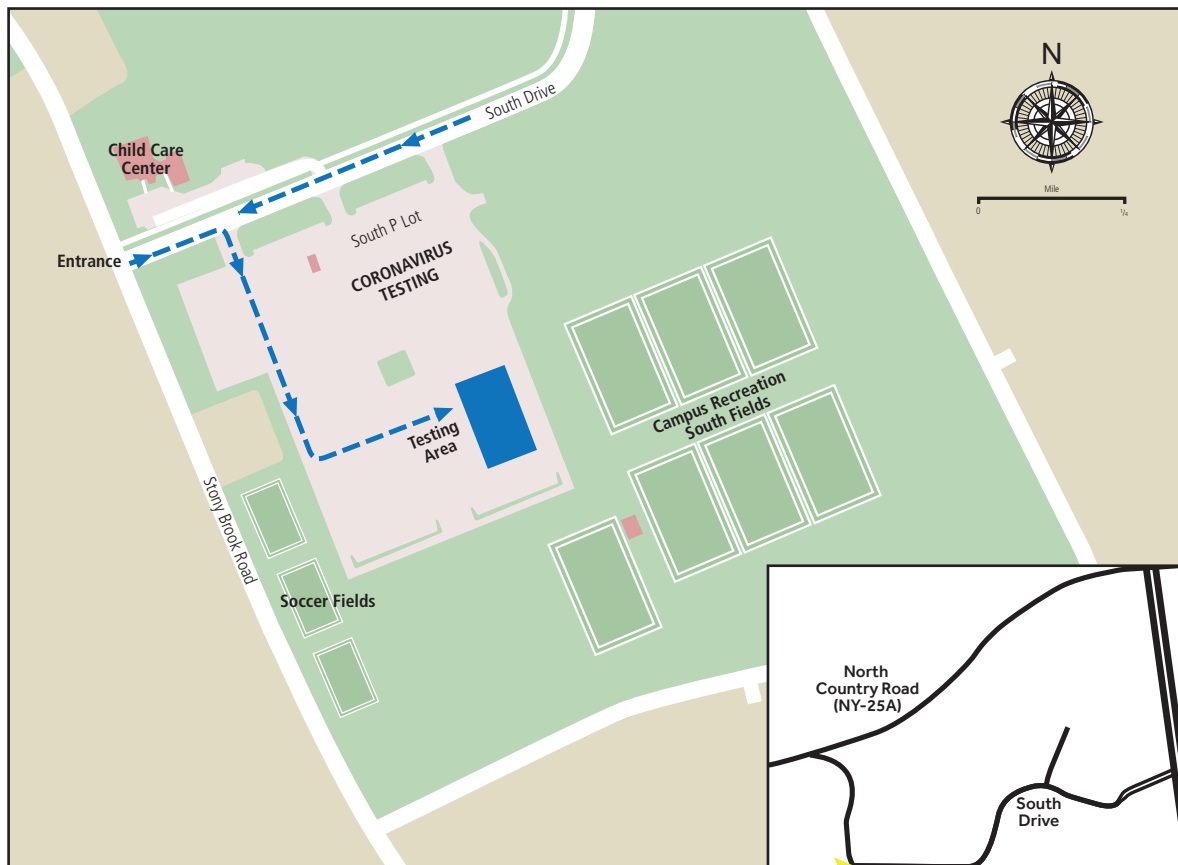 N
Mile
0
1/4
South Drive
Child Care
Center
Entrance
South P Lot
CORONAVIRUS
TESTING
Campus Recreation
South Fields
Testing
Area
Stony Brook Road
Soccer Fields
North
Country Road
(NY-25A)
South
Drive